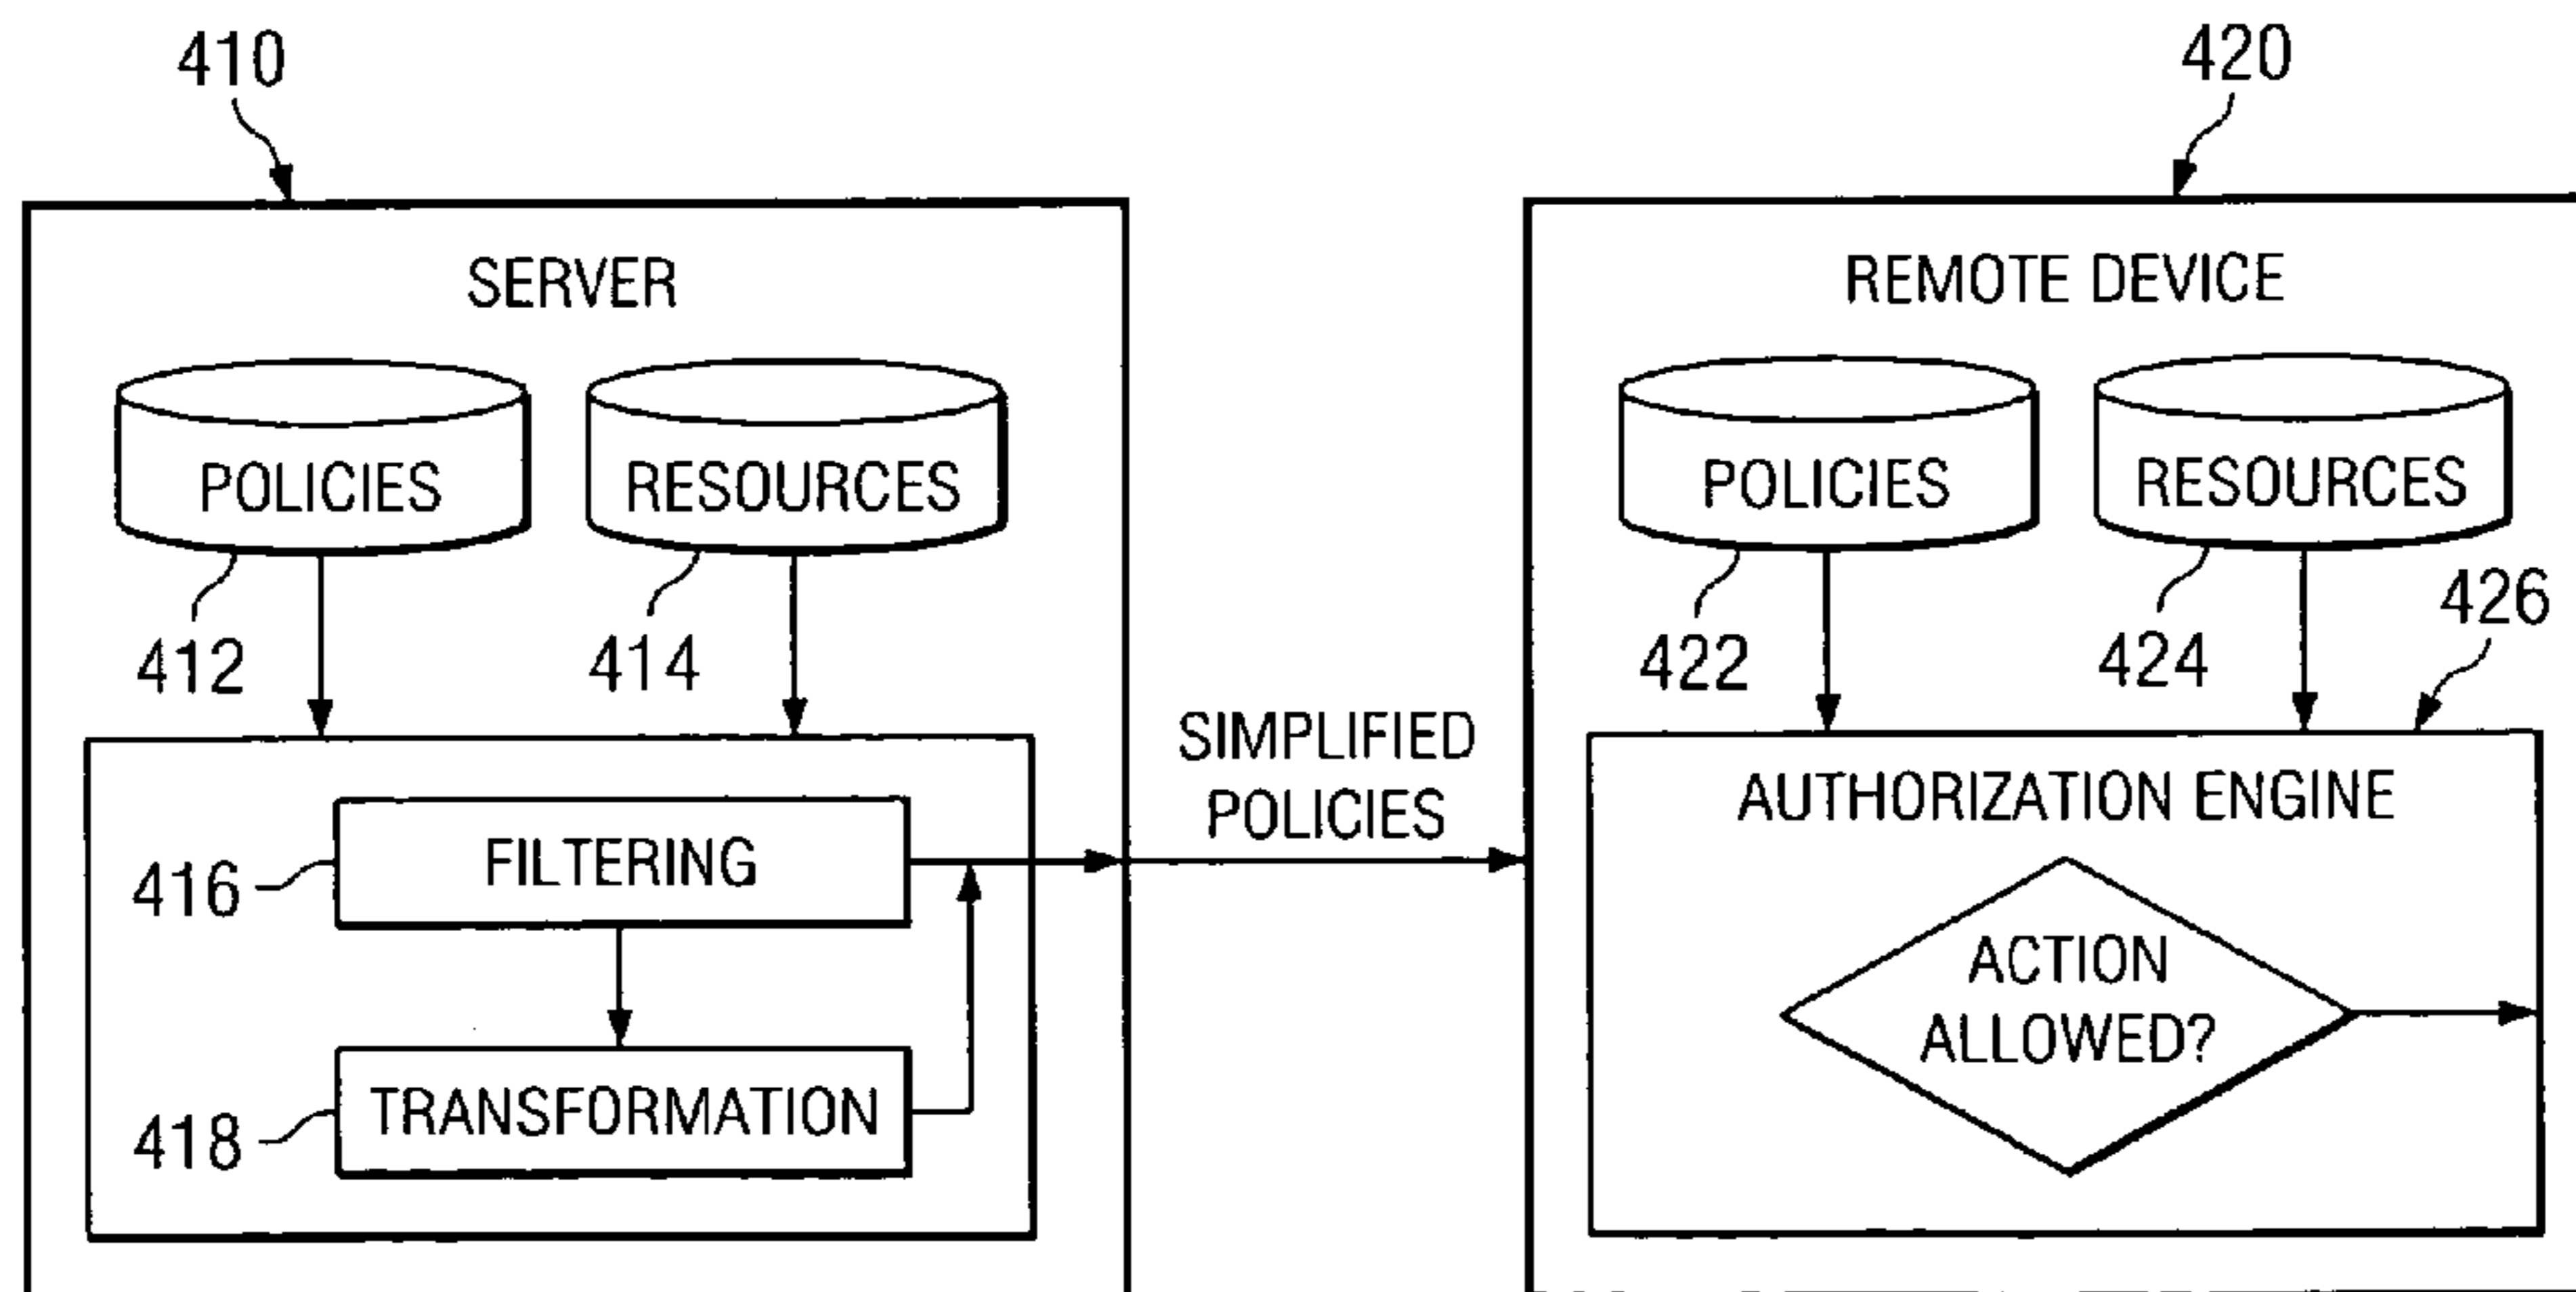 410
420
SERVER
REMOTE DEVICE
POLICIES
RESOURCES
POLICIES
RESOURCES
412
414
422
424
426
SIMPLIFIED
POLICIES
AUTHORIZATION ENGINE
FILTERING
416
ACTION
ALLOWED?
TRANSFORMATION
418